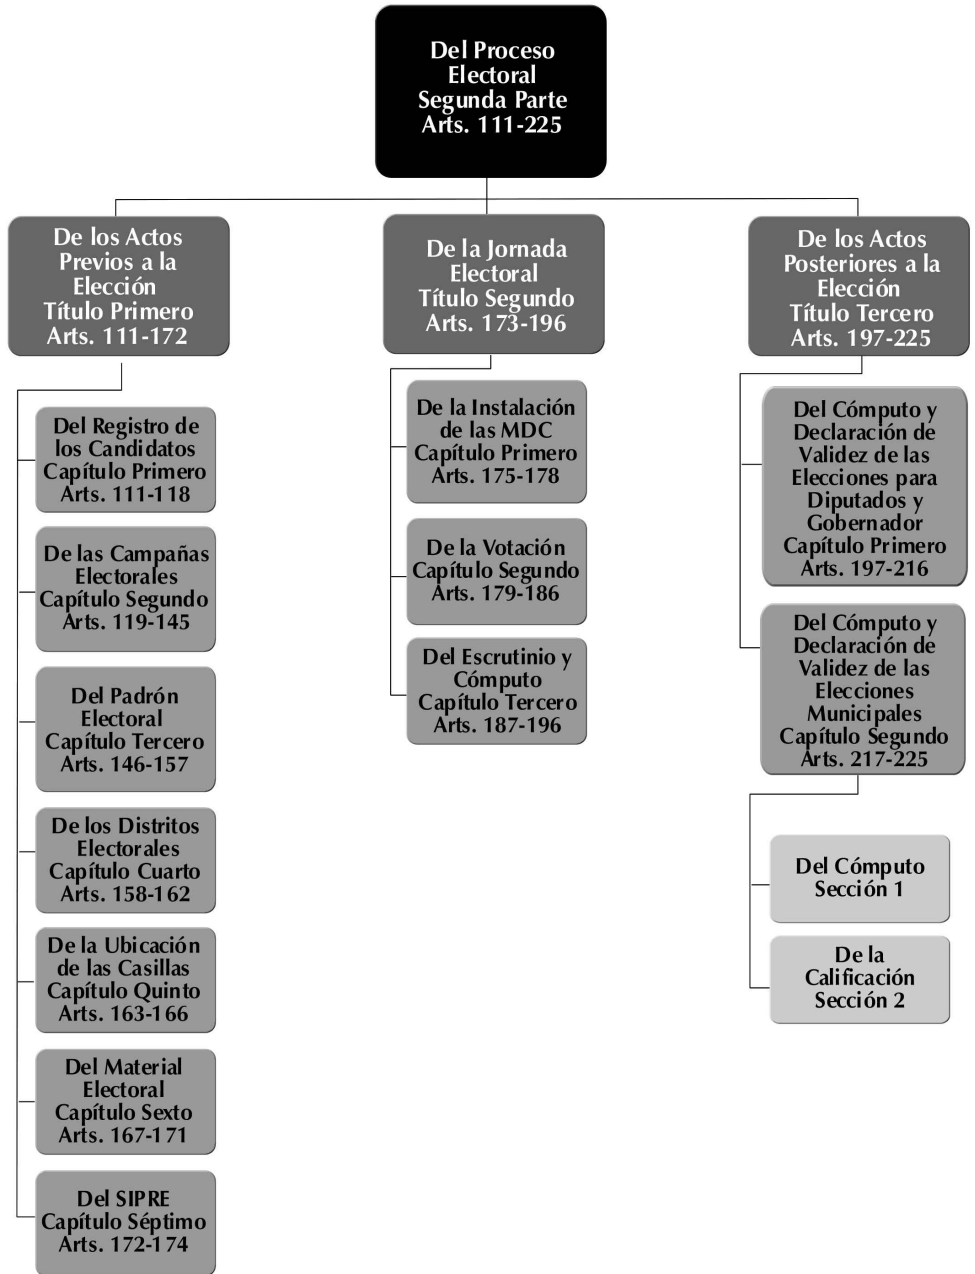 Del Proceso
Electoral
Segunda Parte
Arts. 111-225
De los Actos
Previos a la
Elección
Título Primero
Arts. 111-172
Del Registro de
los Candidatos
Capítulo Primero
Arts. 111-118
De las Campañas
Electorales
Capítulo Segundo
Arts. 119-145
Del Padrón
Electoral
Capítulo Tercero
Arts. 146-157
De los Distritos
Electorales
Capítulo Cuarto
Arts. 158-162
De la Ubicación
de las Casillas
Capítulo Quinto
Arts. 163-166
Del Material
Electoral
Capítulo Sexto
Arts. 167-171
Del SIPRE
Capítulo Séptimo
Arts. 172-174
De la Jornada
Electoral
Título Segundo
Arts. 173-196
De la Instalación
de las MDC
Capítulo Primero
Arts. 175-178
De la Votación
Capítulo Segundo
Arts. 179-186
Del Escrutinio y
Cómputo
Capítulo Tercero
Arts. 187-196
De los Actos
Posteriores a la
Elección
Título Tercero
Arts. 197-225
Del Cómputo y
Declaración de
Validez de las
Elecciones para
Diputados y
Gobernador
Capítulo Primero
Arts. 197-216
Del Cómputo y
Declaración de
Validez de las
Elecciones
Municipales
Capítulo Segundo
Arts. 217-225
Del Cómputo
Sección 1
De la
Calificación
Sección 2